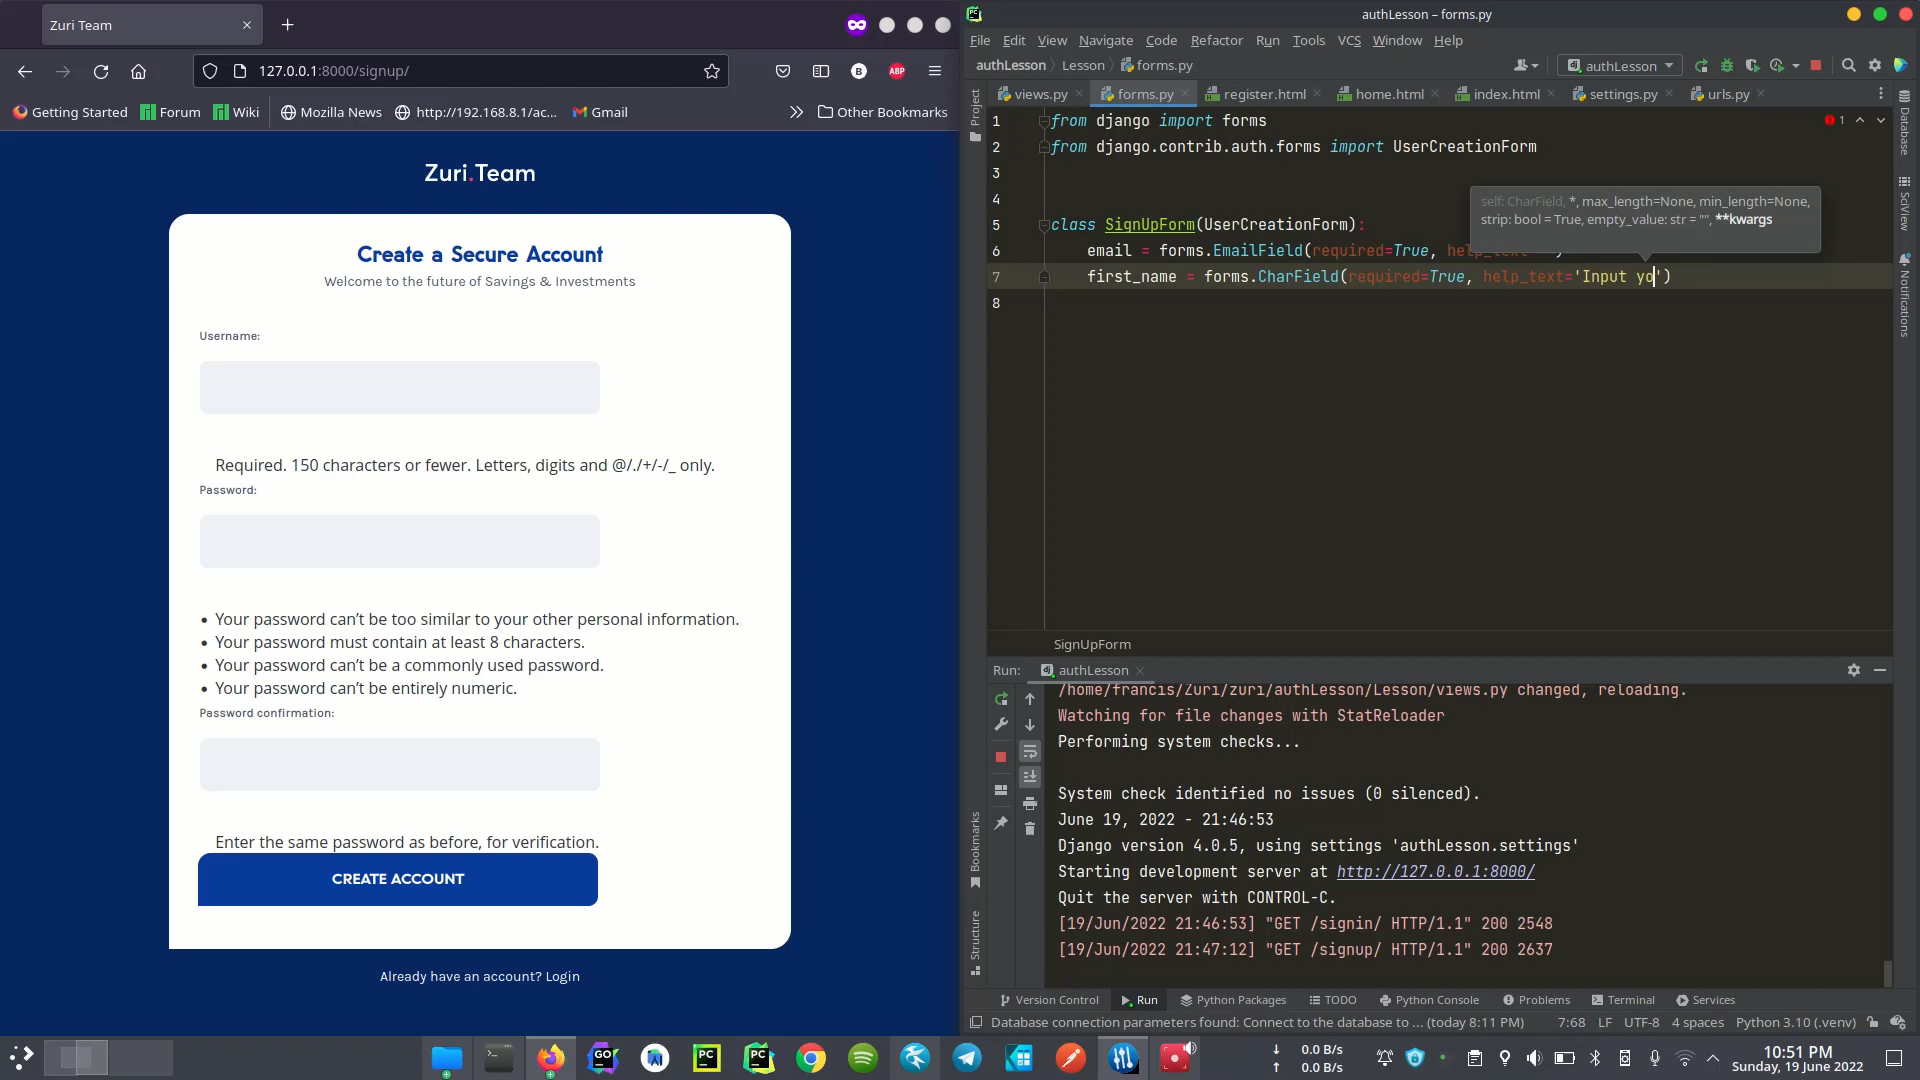 Zuri Team
127.0.0.1:8000/signup/
Getting Started
Forum
Wiki
Mozilla News
http://192.168.8.1/ac...
Gmail
Other Bookmarks
Zuri.Team
Create a Secure Account
Welcome to the future of Savings & Investments
Username:
Required. 150 characters or fewer. Letters, digits and @/./+/-/_ only.
Password:
Your password can't be too similar to your other personal information.
Your password must contain at least 8 characters.
Your password can't be a commonly used password.
Your password can't be entirely numeric.
Password confirmation:
Enter the same password as before, for verification.
CREATE ACCOUNT
Already have an account? Login
authLesson – forms.py
File Edit View Navigate Code Refactor Run Tools VCS Window Help
authLesson Lesson forms.py
authLesson
views.py forms.py register.html home.html index.html settings.py urls.py
Project
1 from django import forms
2 from django.contrib.auth.forms import UserCreationForm
3
4
self: CharField, *, max_length=None, min_length=None,
strip: bool = True, empty_value: str = "", **kwargs
5 class SignUpForm(UserCreationForm):
6 email = forms.EmailField(required=True,
7 first_name = forms.CharField(required=True, help_text='Input yo')
8
1
Database
SciView
Notifications
SignUpForm
Run: authLesson
/home/francis/Zuri/zuri/authLesson/Lesson/views.py changed, reloading.
Watching for file changes with StatReloader
Performing system checks...
System check identified no issues (0 silenced).
June 19, 2022 - 21:46:53
Django version 4.0.5, using settings 'authLesson.settings'
Starting development server at http://127.0.0.1:8000/
Quit the server with CONTROL-C.
[19/Jun/2022 21:46:53] "GET /signin/ HTTP/1.1" 200 2548
[19/Jun/2022 21:47:12] "GET /signup/ HTTP/1.1" 200 2637
Bookmarks
Structure
Version Control Run Python Packages TODO Python Console Problems Terminal Services
Database connection parameters found: Connect to the database to ... (today 8:11 PM)
7:68 LF UTF-8 4 spaces Python 3.10 (.venv)
0.0 B/s
0.0 B/s
10:51 PM
Sunday, 19 June 2022